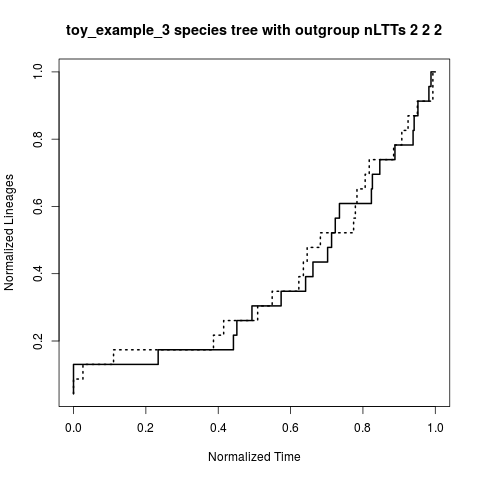 toy_example_3 species tree with outgroup nLTTs 2 2 2
Normalized Lineages
1.0
0.8
0.6
0.4
0.2
0.0 0.2 0.4 0.6 0.8 1.0
Normalized Time